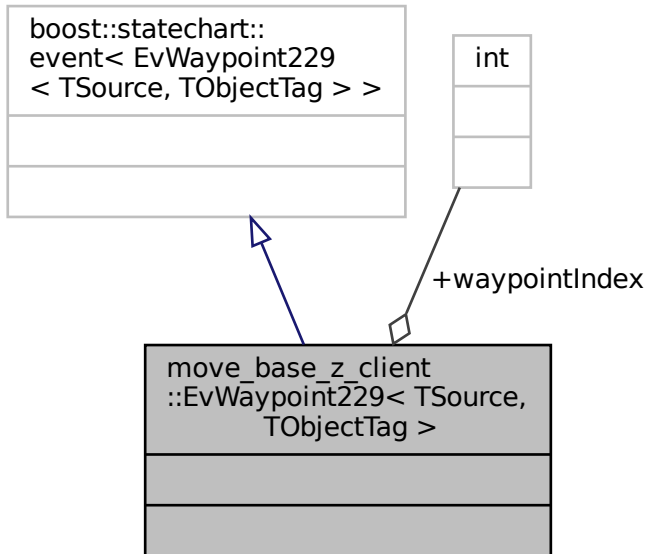 boost::statechart::
event< EvWaypoint229
< TSource, TObjectTag > >
int
+waypointIndex
move_base_z_client
::EvWaypoint229< TSource,
TObjectTag >